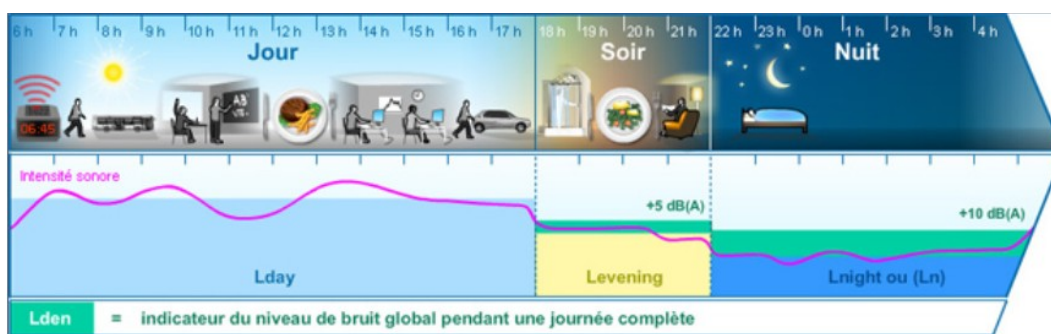 6 h 7 h 8 h 9 h 10 h 11 h 12 h 13 h 14 h 15 h 16 h 17 h 18 h 19 h 20 h 21 h 22 h 23 h 0 h 1 h 2 h 3 h 4 h
Jour Soir Nuit
AB
06:45
Intensité sonore
+5 dB(A)
+10 dB(A)
Lday Levening Lnight ou (Ln)
Lden = indicateur du niveau de bruit global pendant une journée complète